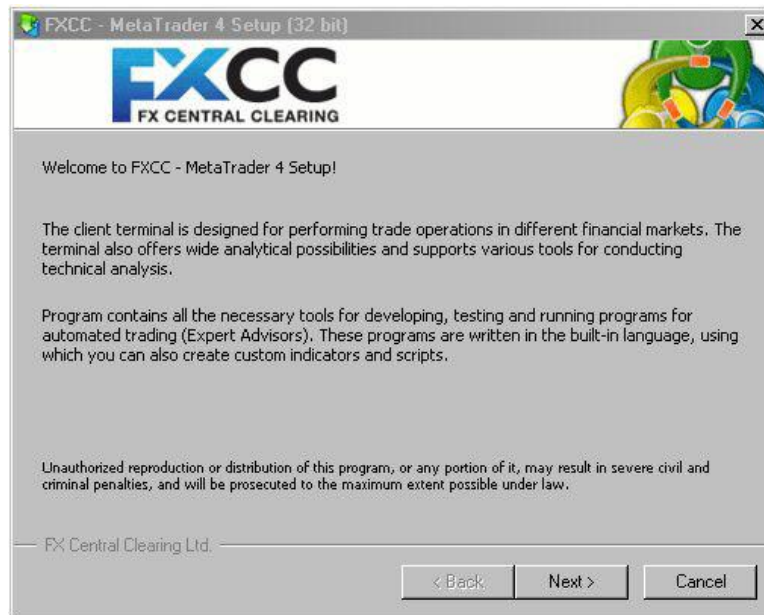 FXCC - MetaTrader 4 Setup (32 bit)
FXCC
FX CENTRAL CLEARING
Welcome to FXCC - MetaTrader 4 Setup!
The client terminal is designed for performing trade operations in different financial markets. The
terminal also offers wide analytical possibilities and supports various tools for conducting
technical analysis.
Program contains all the necessary tools for developing, testing and running programs for
automated trading (Expert Advisors). These programs are written in the built-in language, using
which you can also create custom indicators and scripts.
Unauthorized reproduction or distribution of this program, or any portion of it, may result in severe civil and
criminal penalties, and will be prosecuted to the maximum extent possible under law.
FX Central Clearing Ltd.
< Back Next > Cancel